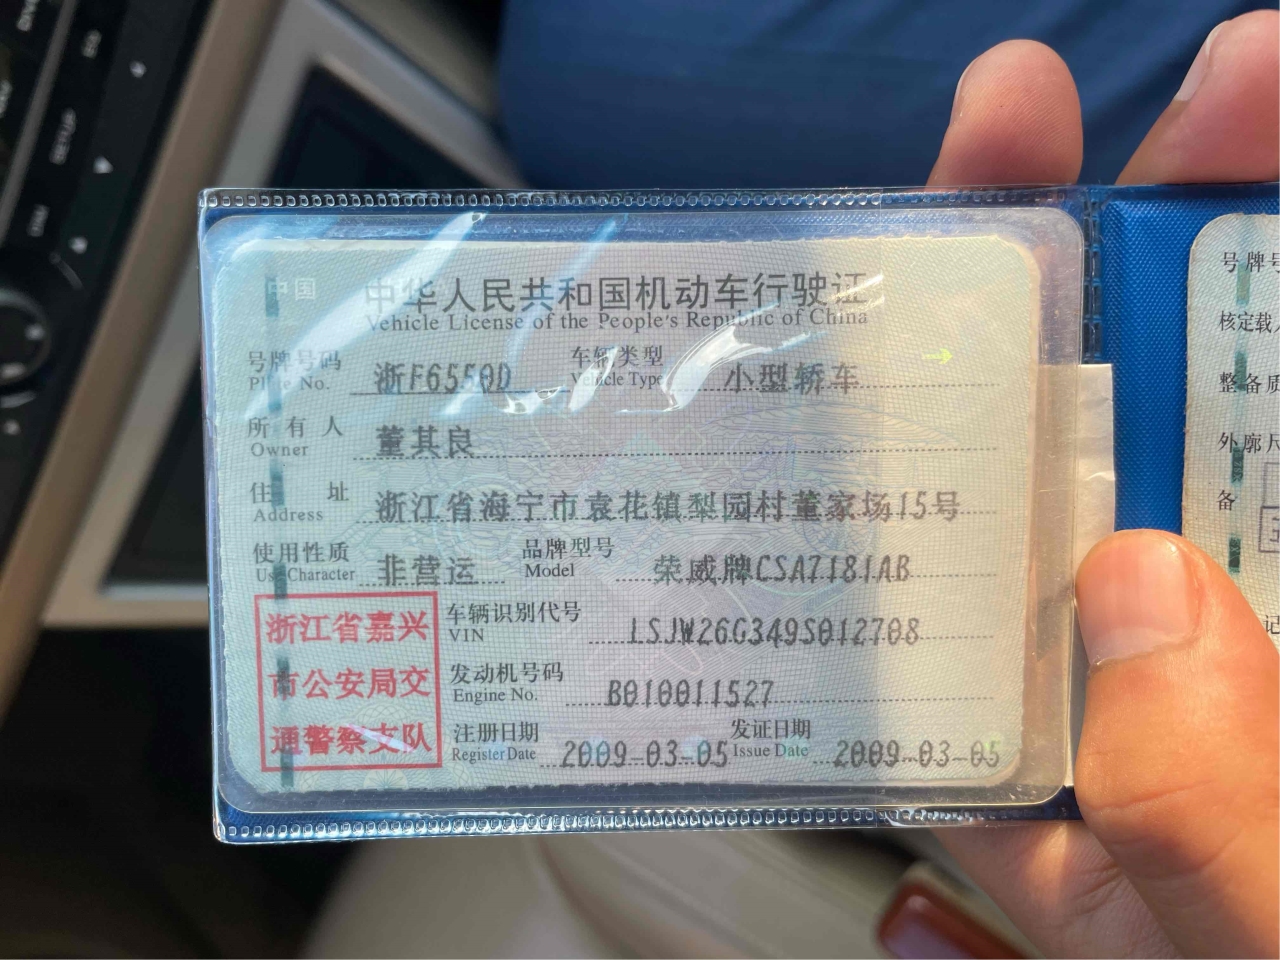 中国
中华人民共和国机动车行驶证
Vehicle License of the People's Republic of China
号牌号码 浙F6550D 车辆类型 小型轿车
Plate No. Vehicle Type
所有人 董其良
Owner
住址 浙江省海宁市袁花镇梨园村董家场15号
Address
使用性质 非营运 品牌型号 荣威牌CSA7181AB
Use Character Model
浙江省嘉兴
市公安局交
通警察支队
车辆识别代号 LSJW26G349S012708
VIN
发动机号码 B010011527
Engine No.
注册日期 2009-03-05 发证日期 2009-03-05
Register Date Issue Date
号牌号
核定载
整备质
外廓尺
备
记